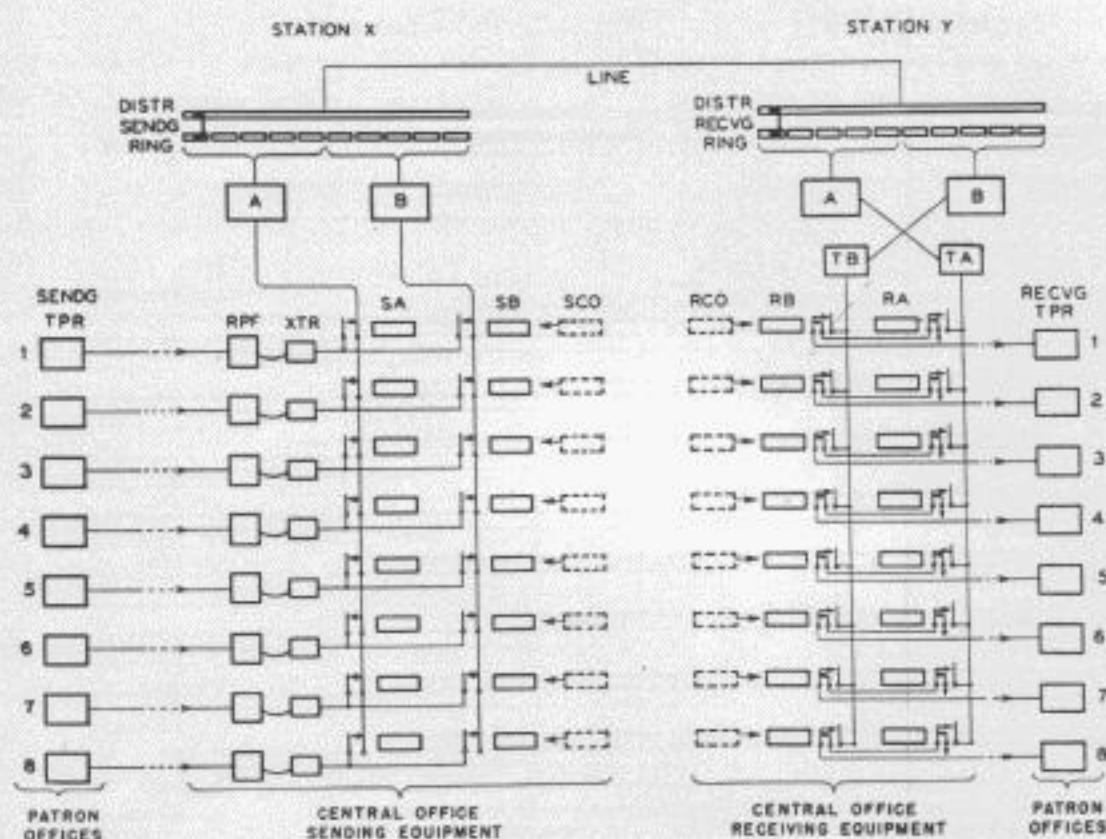 STATION X
STATION Y
LINE
DISTR
SENDG
RING
DISTR
RECVG
RING
A
B
A
B
TB
TA
SENDG
TPR
RPF
XTR
SA
SB
SCO
RCO
RB
RA
RECVG
TPR
1
1
2
2
3
3
4
4
5
5
6
6
7
7
8
8
PATRON
OFFICES
CENTRAL OFFICE
SENDING EQUIPMENT
CENTRAL OFFICE
RECEIVING EQUIPMENT
PATRON
OFFICES